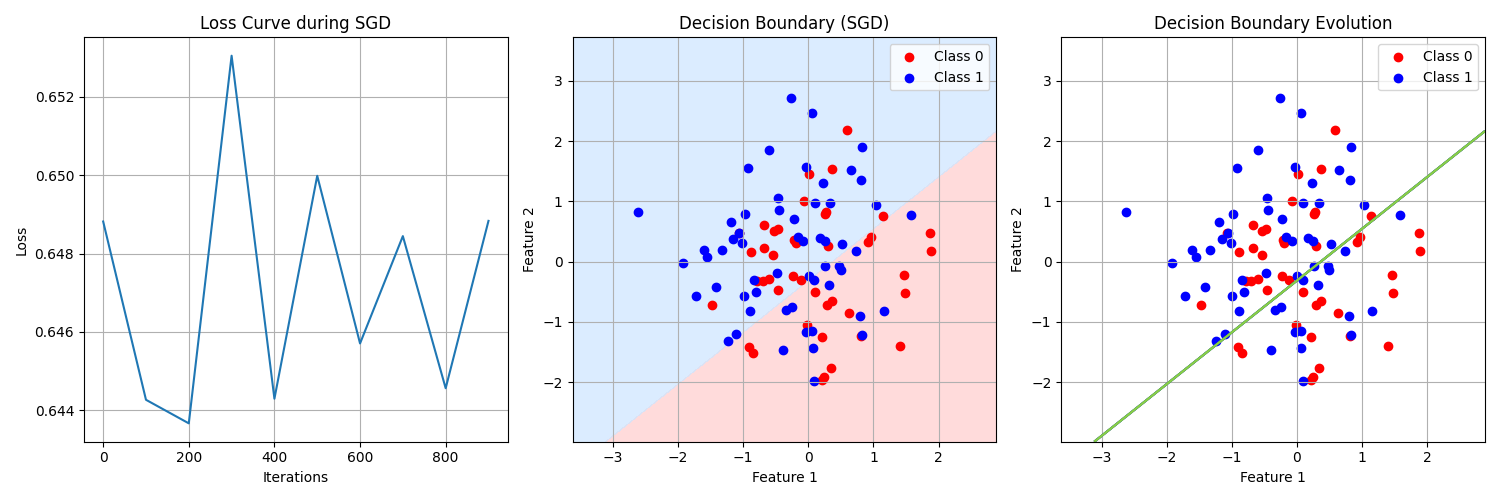 Loss Curve during SGD
0.652
0.650
0.648
0.646
0.644
Loss
0 200 400 600 800
Iterations
Decision Boundary (SGD)
Class 0
Class 1
3
2
1
0
−1
−2
Feature 2
−3 −2 −1 0 1 2
Feature 1
Decision Boundary Evolution
Class 0
Class 1
3
2
1
0
−1
−2
Feature 2
−3 −2 −1 0 1 2
Feature 1